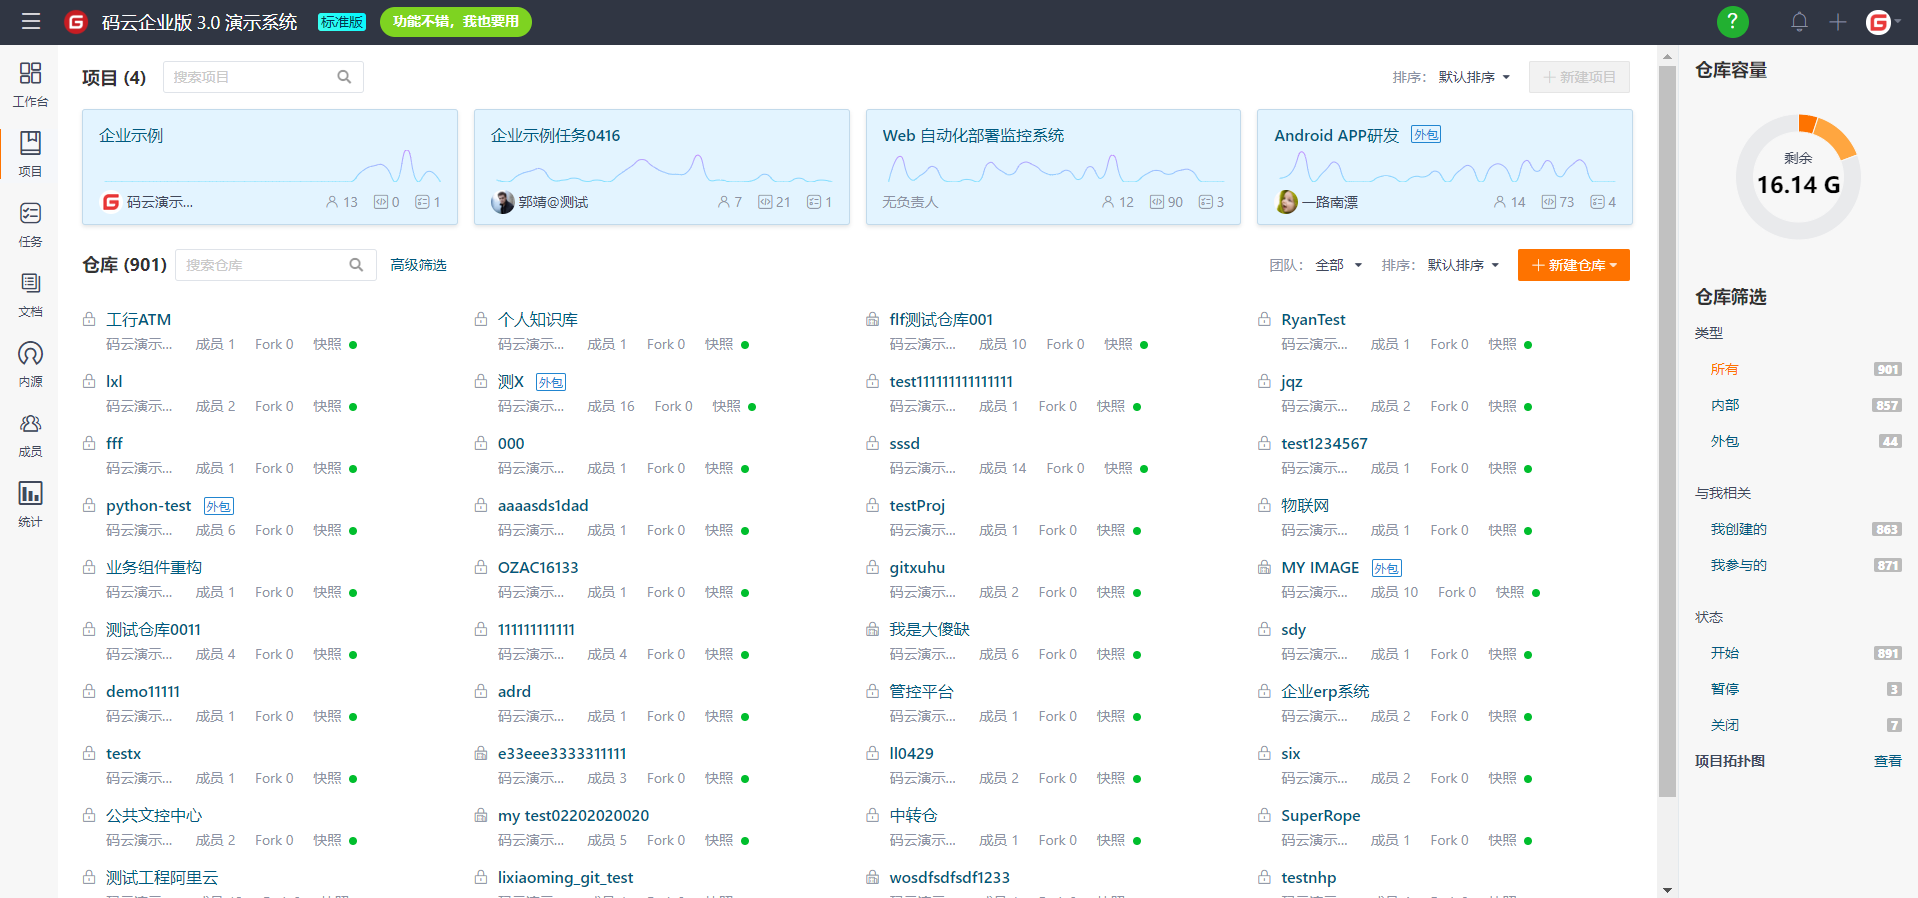 码云企业版 3.0 演示系统 标准版 功能不错，我也要用
工作台
项目
任务
文档
内源
成员
统计
项目 (4) 搜索项目 排序： 默认排序 新建项目
企业示例
码云演示... 13 0 1
企业示例任务0416
郭靖@测试 7 21 1
Web 自动化部署监控系统
无负责人 12 90 3
Android APP研发 外包
一路南漂 14 73 4
仓库 (901) 搜索仓库 高级筛选 团队： 全部 排序： 默认排序 新建仓库
工行ATM 个人知识库 flf测试仓库001 RyanTest
码云演示... 成员 1 Fork 0 快照 码云演示... 成员 1 Fork 0 快照 码云演示... 成员 10 Fork 0 快照 码云演示... 成员 1 Fork 0 快照
lxl 测X 外包 test111111111111111 jqz
码云演示... 成员 2 Fork 0 快照 码云演示... 成员 16 Fork 0 快照 码云演示... 成员 1 Fork 0 快照 码云演示... 成员 2 Fork 0 快照
fff 000 sssd test1234567
码云演示... 成员 1 Fork 0 快照 码云演示... 成员 1 Fork 0 快照 码云演示... 成员 14 Fork 0 快照 码云演示... 成员 1 Fork 0 快照
python-test 外包 aaaasds1dad testProj 物联网
码云演示... 成员 6 Fork 0 快照 码云演示... 成员 1 Fork 0 快照 码云演示... 成员 1 Fork 0 快照 码云演示... 成员 1 Fork 0 快照
业务组件重构 OZAC16133 gitxuhu MY IMAGE 外包
码云演示... 成员 1 Fork 0 快照 码云演示... 成员 1 Fork 0 快照 码云演示... 成员 2 Fork 0 快照 码云演示... 成员 10 Fork 0 快照
测试仓库0011 111111111111 我是大傻缺 sdy
码云演示... 成员 4 Fork 0 快照 码云演示... 成员 4 Fork 0 快照 码云演示... 成员 6 Fork 0 快照 码云演示... 成员 1 Fork 0 快照
demo11111 adrd 管控平台 企业erp系统
码云演示... 成员 1 Fork 0 快照 码云演示... 成员 1 Fork 0 快照 码云演示... 成员 1 Fork 0 快照 码云演示... 成员 2 Fork 0 快照
testx e33eee3333311111 ll0429 six
码云演示... 成员 1 Fork 0 快照 码云演示... 成员 3 Fork 0 快照 码云演示... 成员 2 Fork 0 快照 码云演示... 成员 2 Fork 0 快照
公共文控中心 my test02202020020 中转仓 SuperRope
码云演示... 成员 2 Fork 0 快照 码云演示... 成员 5 Fork 0 快照 码云演示... 成员 1 Fork 0 快照 码云演示... 成员 1 Fork 0 快照
测试工程阿里云 lixiaoming_git_test wosdfsdfsdf1233 testnhp
仓库容量
剩余
16.14 G
仓库筛选
类型
所有 901
内部 857
外包 44
与我相关
我创建的 863
我参与的 871
状态
开始 891
暂停 3
关闭 7
项目拓扑图 查看